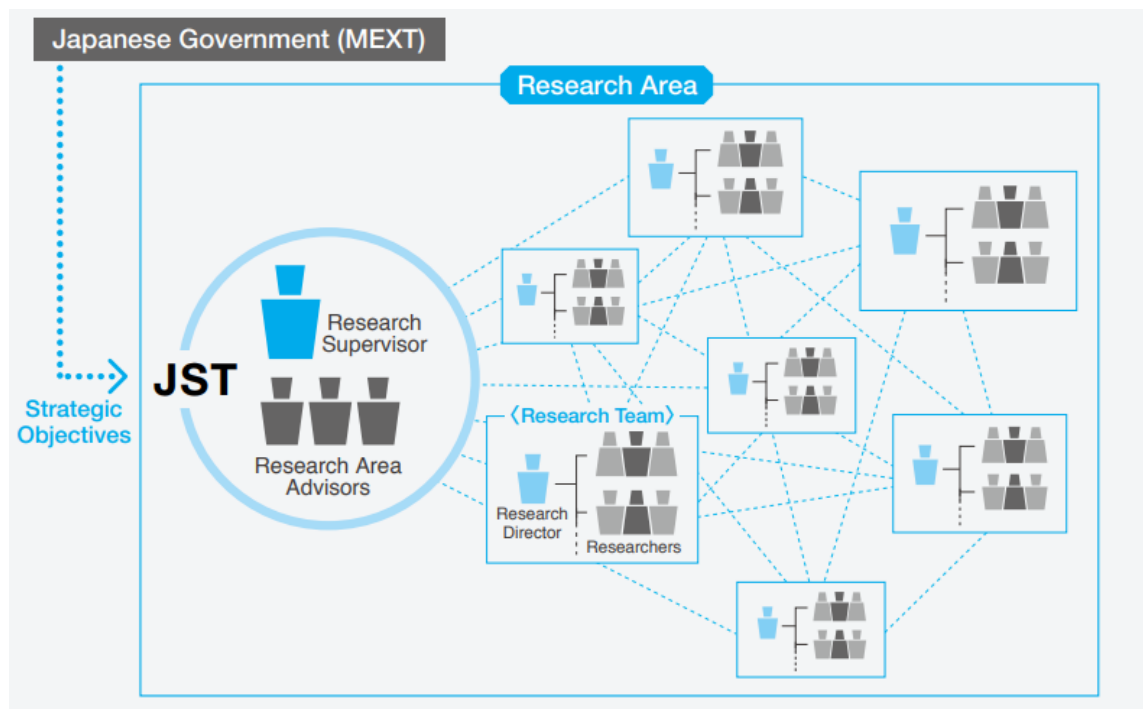 Japanese Government (MEXT)
Research Area
Research
Supervisor
JST
Strategic
Objectives
Research Area
Advisors
〈Research Team〉
Research
Director
Researchers